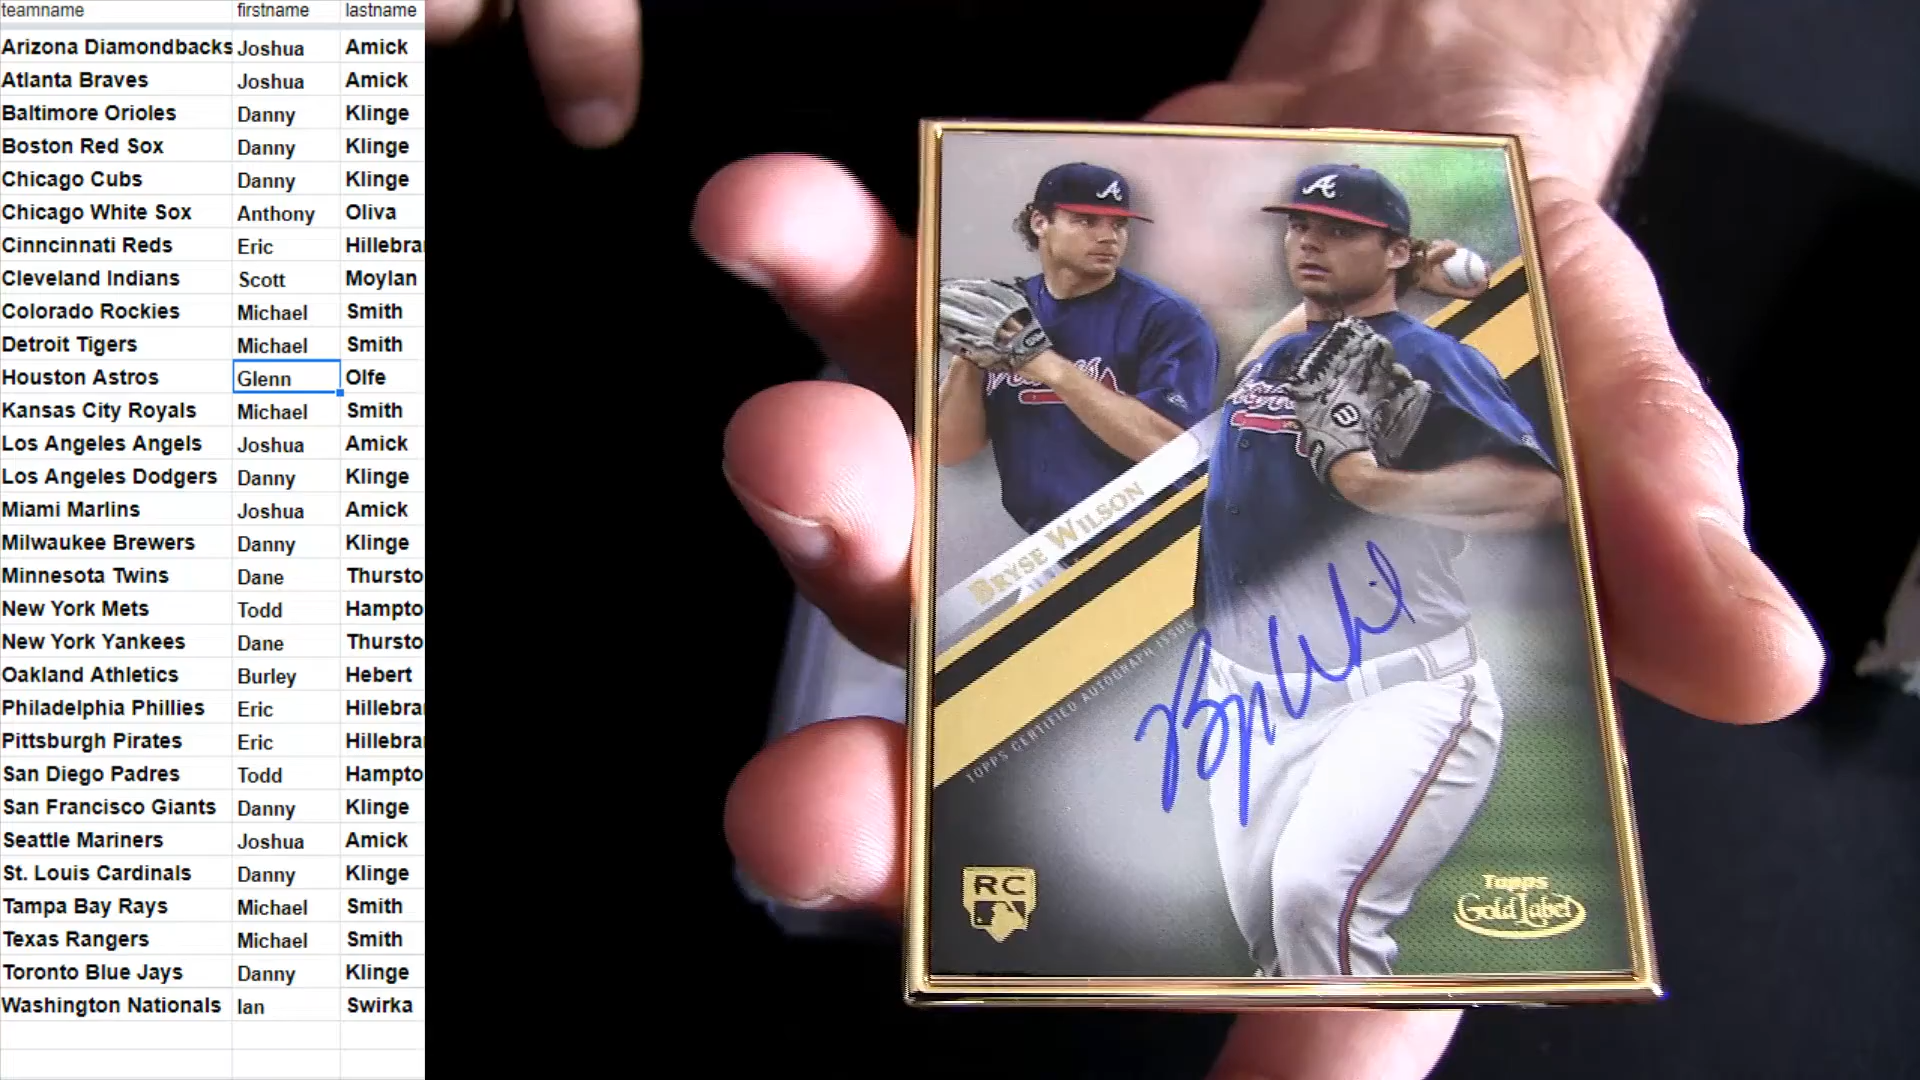 teamname firstname lastname
Arizona Diamondbacks Joshua Amick
Atlanta Braves Joshua Amick
Baltimore Orioles Danny Klinge
Boston Red Sox Danny Klinge
Chicago Cubs Danny Klinge
Chicago White Sox Anthony Oliva
Cinncinnati Reds Eric Hillebra
Cleveland Indians Scott Moylan
Colorado Rockies Michael Smith
Detroit Tigers Michael Smith
Houston Astros Glenn Olfe
Kansas City Royals Michael Smith
Los Angeles Angels Joshua Amick
Los Angeles Dodgers Danny Klinge
Miami Marlins Joshua Amick
Milwaukee Brewers Danny Klinge
Minnesota Twins Dane Thursto
New York Mets Todd Hampto
New York Yankees Dane Thursto
Oakland Athletics Burley Hebert
Philadelphia Phillies Eric Hillebra
Pittsburgh Pirates Eric Hillebra
San Diego Padres Todd Hampto
San Francisco Giants Danny Klinge
Seattle Mariners Joshua Amick
St. Louis Cardinals Danny Klinge
Tampa Bay Rays Michael Smith
Texas Rangers Michael Smith
Toronto Blue Jays Danny Klinge
Washington Nationals Ian Swirka
A
A
BRYSE WILSON
TOPPS CERTIFIED AUTOGRAPH ISSUE
RC
Topps
Gold Label